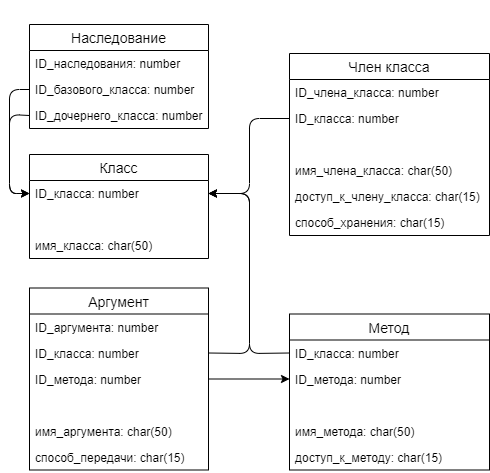 Наследование
ID_наследования: number
ID_базового_класса: number
ID_дочернего_класса: number
Член класса
ID_члена_класса: number
ID_класса: number
имя_члена_класса: char(50)
доступ_к_члену_класса: char(15)
способ_хранения: char(15)
Класс
ID_класса: number
имя_класса: char(50)
Аргумент
ID_аргумента: number
ID_класса: number
ID_метода: number
имя_аргумента: char(50)
способ_передачи: char(15)
Метод
ID_класса: number
ID_метода: number
имя_метода: char(50)
доступ_к_методу: char(15)